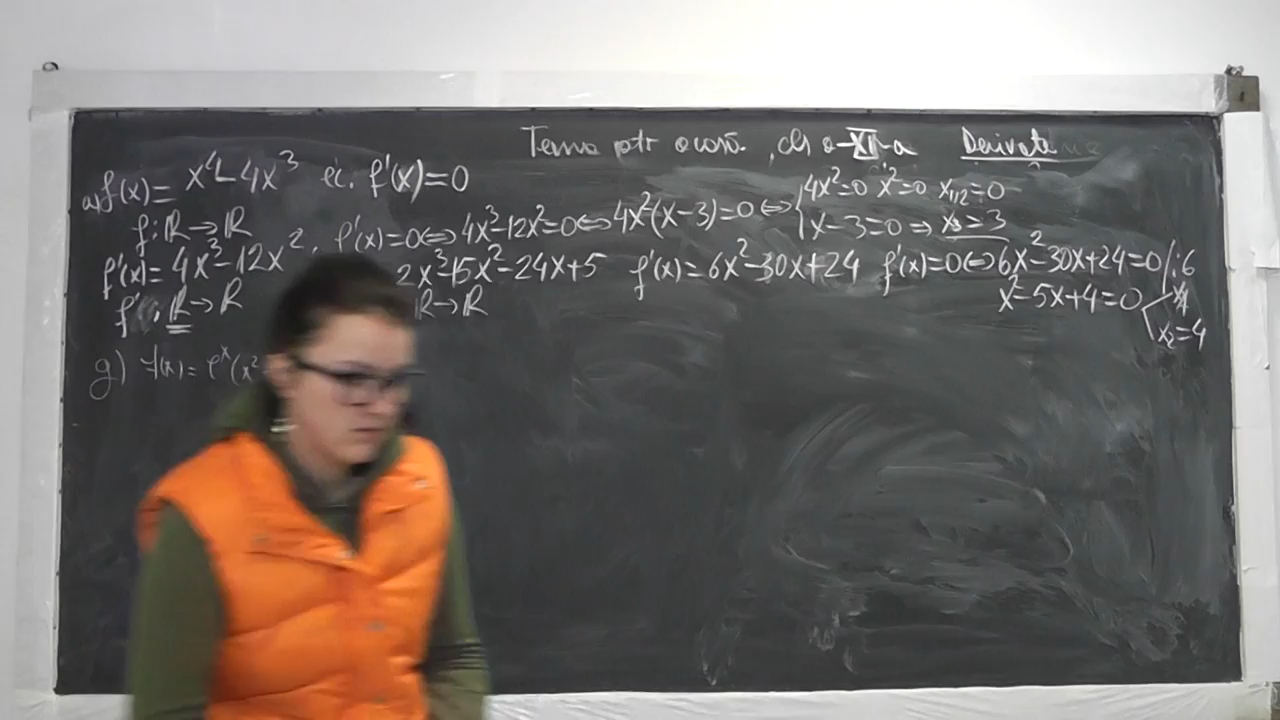 Temă ptr acasă, cls a-XI-a Derivate
a) f(x)= x⁴-4x³ ec. f'(x)=0
f:ℝ→ℝ f'(x)=0⇔4x³-12x²=0⇔4x²(x-3)=0⇔ 4x²=0 x²=0 x₁,₂=0
x-3=0 ⇒ x₃=3
f'(x)=4x³-12x² 2x³-15x²-24x+5 f'(x)=6x²-30x+24 f'(x)=0⇔6x²-30x+24=0/:6
f':ℝ→ℝ ℝ→ℝ x²-5x+4=0
x₂=4
g) f(x)= eˣ(x²